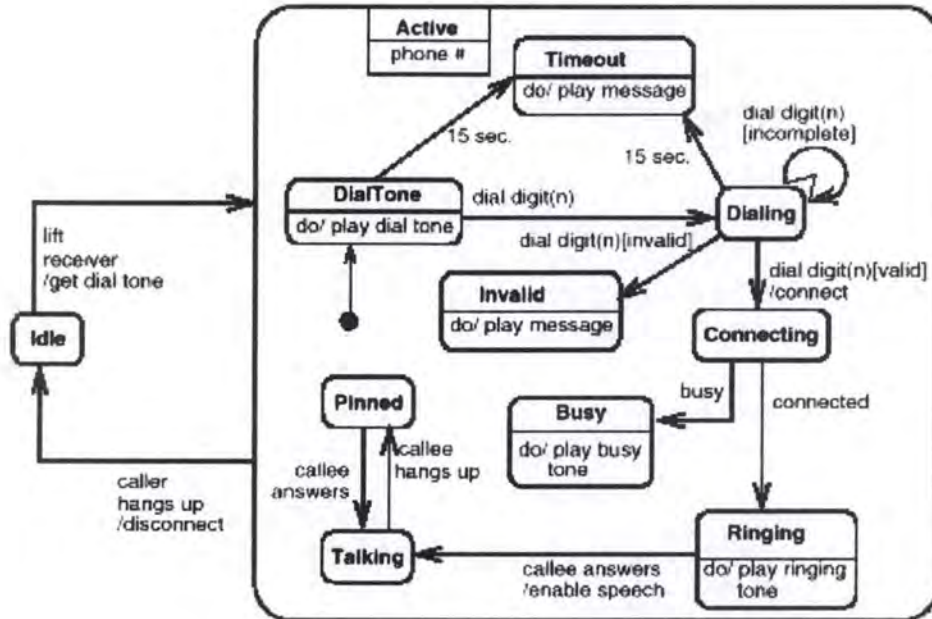 Active
phone #
Timeout
do/ play message
dial digit(n)
[incomplete]
15 sec.
15 sec.
DialTone
do/ play dial tone
dial digit(n)
Dialing
lift
receiver
/get dial tone
dial digit(n)[invalid]
dial digit(n)[valid]
/connect
Invalid
do/ play message
Idle
Connecting
Pinned
busy
connected
Busy
do/ play busy
tone
callee
hangs up
callee
answers
caller
hangs up
/disconnect
Talking
Ringing
do/ play ringing
tone
callee answers
/enable speech